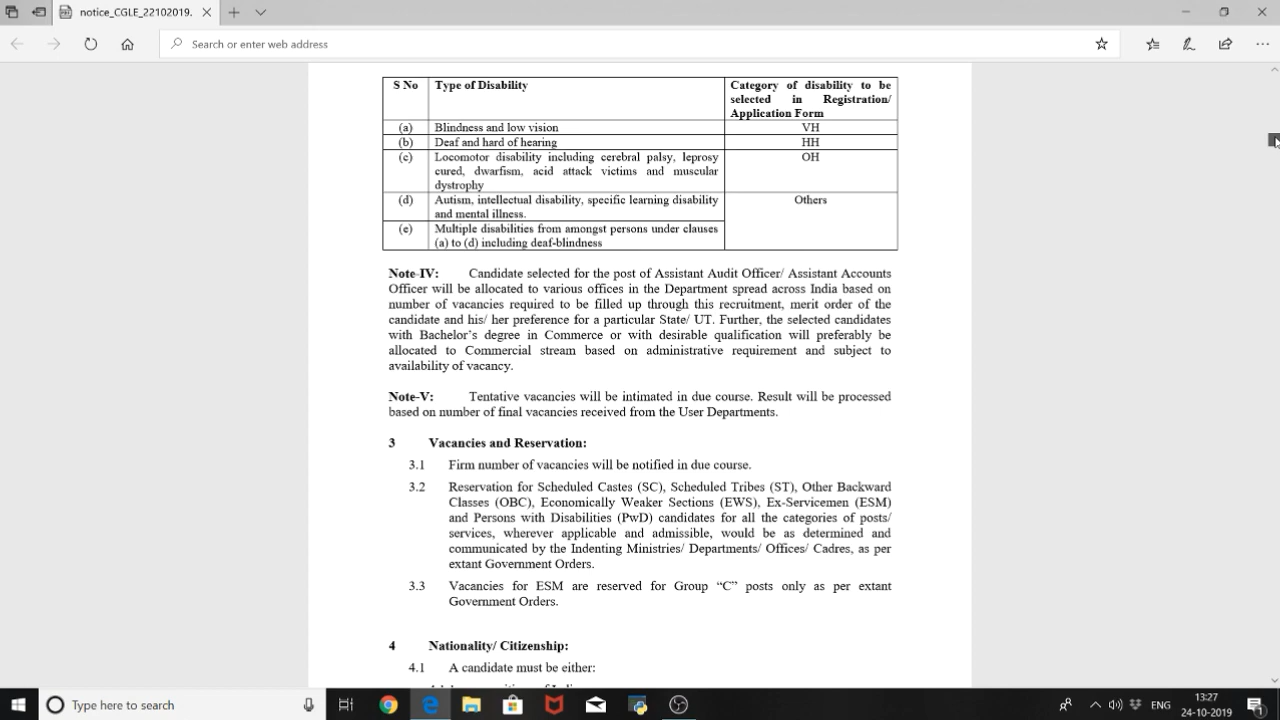 notice_CGLE_22102019.
Search or enter web address
S No Type of Disability Category of disability to be
selected in Registration/
Application Form
(a) Blindness and low vision VH
(b) Deaf and hard of hearing HH
(c) Locomotor disability including cerebral palsy, leprosy OH
cured, dwarfism, acid attack victims and muscular
dystrophy
(d) Autism, intellectual disability, specific learning disability Others
and mental illness.
(e) Multiple disabilities from amongst persons under clauses
(a) to (d) including deaf-blindness
Note-IV: Candidate selected for the post of Assistant Audit Officer/ Assistant Accounts
Officer will be allocated to various offices in the Department spread across India based on
number of vacancies required to be filled up through this recruitment, merit order of the
candidate and his/ her preference for a particular State/ UT. Further, the selected candidates
with Bachelor's degree in Commerce or with desirable qualification will preferably be
allocated to Commercial stream based on administrative requirement and subject to
availability of vacancy.
Note-V: Tentative vacancies will be intimated in due course. Result will be processed
based on number of final vacancies received from the User Departments.
3 Vacancies and Reservation:
3.1 Firm number of vacancies will be notified in due course.
3.2 Reservation for Scheduled Castes (SC), Scheduled Tribes (ST), Other Backward
Classes (OBC), Economically Weaker Sections (EWS), Ex-Servicemen (ESM)
and Persons with Disabilities (PwD) candidates for all the categories of posts/
services, wherever applicable and admissible, would be as determined and
communicated by the Indenting Ministries/ Departments/ Offices/ Cadres, as per
extant Government Orders.
3.3 Vacancies for ESM are reserved for Group “C” posts only as per extant
Government Orders.
4 Nationality/ Citizenship:
4.1 A candidate must be either:
Type here to search
ENG
13:27
24-10-2019